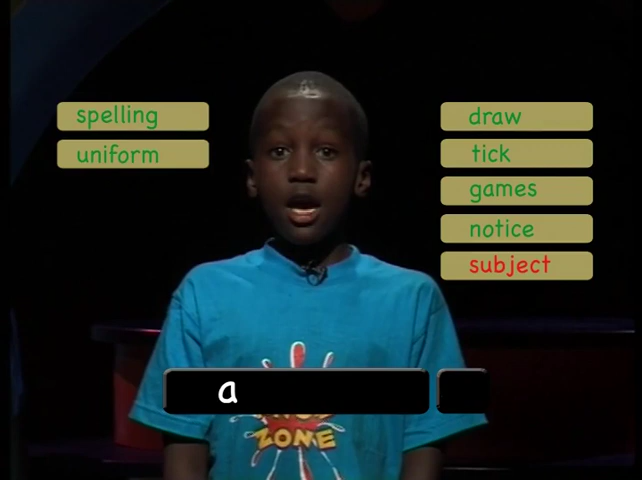 spelling
uniform
draw
tick
games
notice
subject
a
ZONE